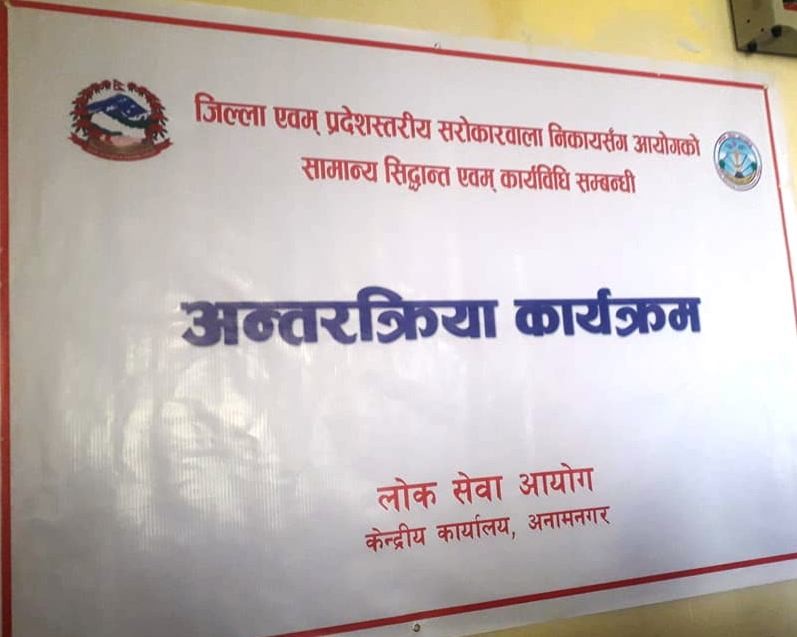 जिल्ला एवम् प्रदेशस्तरीय सरोकारवाला निकायसँग आयोगको
सामान्य सिद्धान्त एवम् कार्यविधि सम्बन्धी
अन्तरक्रिया कार्यक्रम
लोक सेवा आयोग
केन्द्रीय कार्यालय, अनामनगर